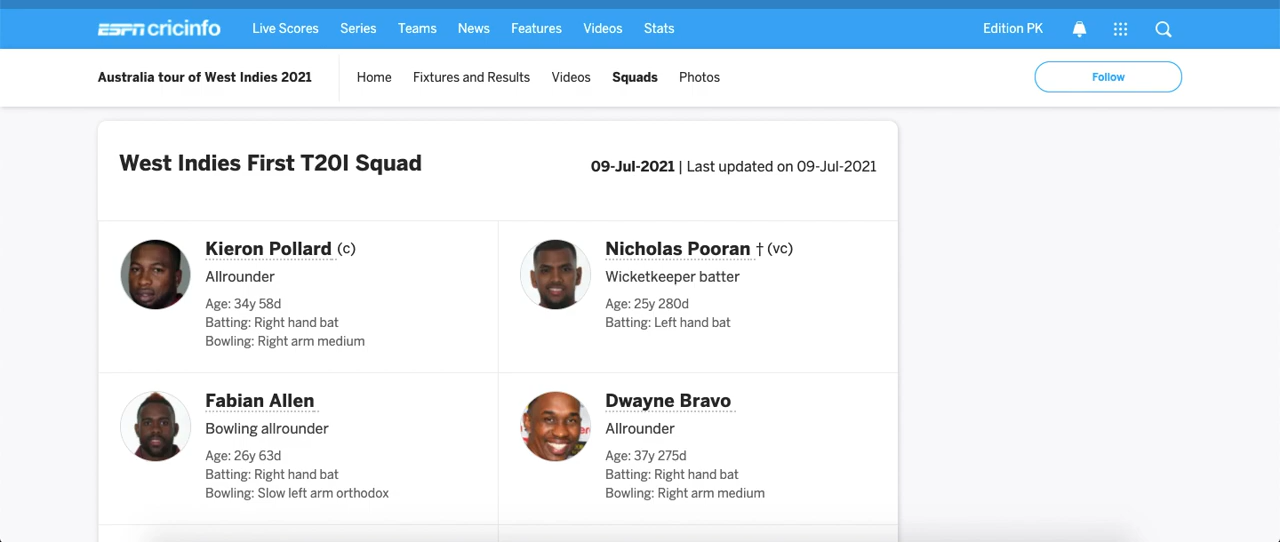 ESPN cricinfo Live Scores Series Teams News Features Videos Stats Edition PK
Australia tour of West Indies 2021 Home Fixtures and Results Videos Squads Photos Follow
West Indies First T20I Squad 09-Jul-2021 | Last updated on 09-Jul-2021
Kieron Pollard (c)
Allrounder
Age: 34y 58d
Batting: Right hand bat
Bowling: Right arm medium
Nicholas Pooran † (vc)
Wicketkeeper batter
Age: 25y 280d
Batting: Left hand bat
Fabian Allen
Bowling allrounder
Age: 26y 63d
Batting: Right hand bat
Bowling: Slow left arm orthodox
Dwayne Bravo
Allrounder
Age: 37y 275d
Batting: Right hand bat
Bowling: Right arm medium